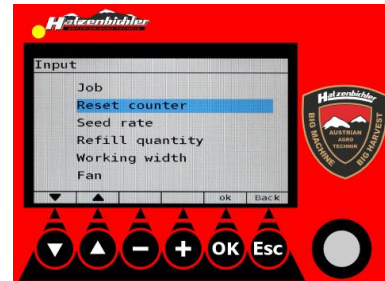 Hatzenbichler
Input
Job
Reset counter
Seed rate
Refill quantity
Working width
Fan
ok
Back
OK
Esc
Hatzenbichler
AUSTRIAN
AGRO
TECHNIK
BIG MACHINE
BIG HARVEST